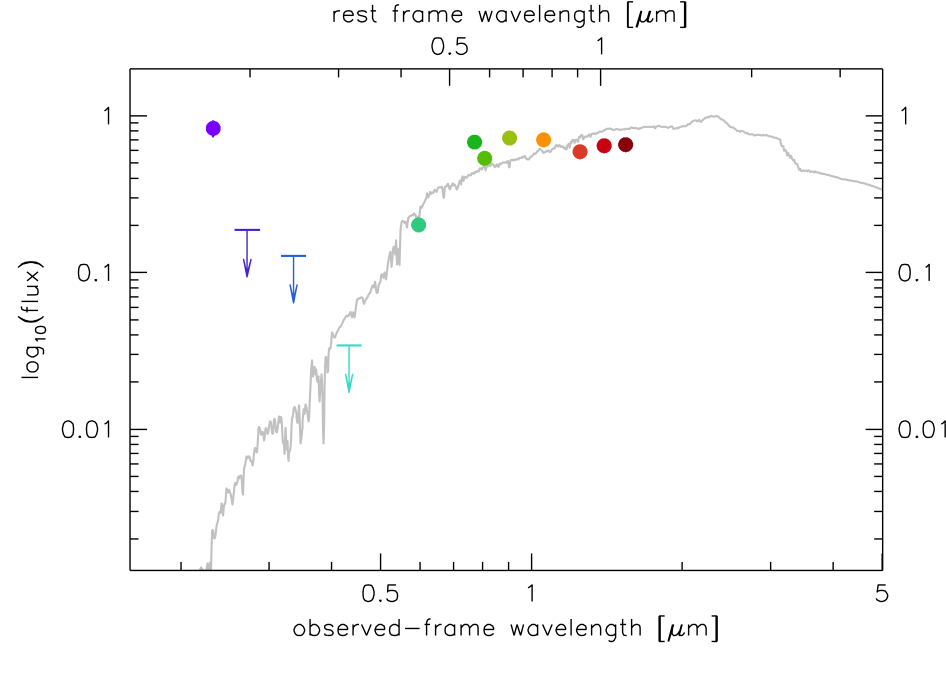 rest frame wavelength [μm]
0.5 1
1 1
0.1 0.1
0.01 0.01
log10(flux)
0.5 1 5
observed-frame wavelength [μm]